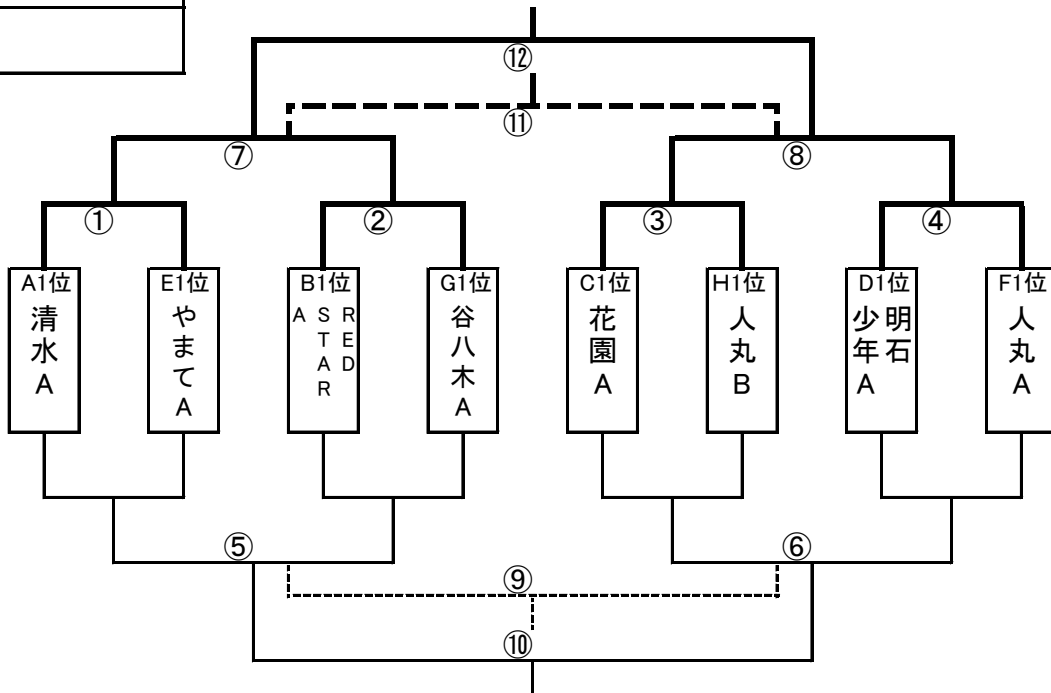 ⑫
⑪
⑦
⑧
①
②
③
④
A1位
清水A
E1位
やまてA
B1位
RED
STAR
A
G1位
谷八木A
C1位
花園A
H1位
人丸B
D1位
明石
少年A
F1位
人丸A
⑤
⑥
⑨
⑩